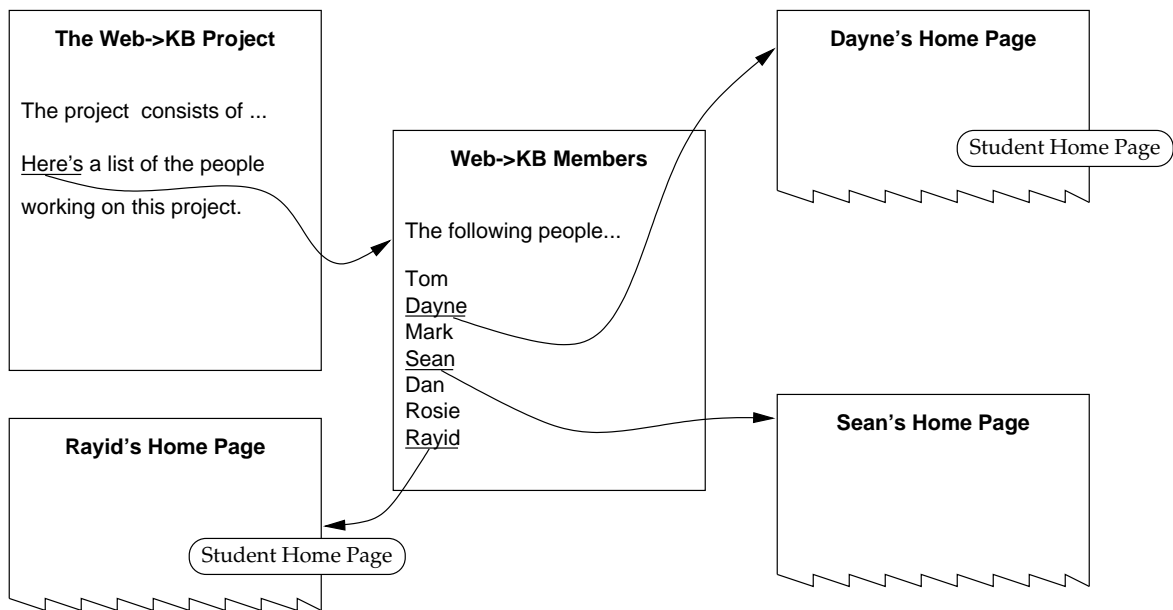 The Web->KB Project
The project consists of ...
Here's a list of the people
working on this project.
Web->KB Members
The following people...
Tom
Dayne
Mark
Sean
Dan
Rosie
Rayid
Dayne's Home Page
Student Home Page
Rayid's Home Page
Student Home Page
Sean's Home Page